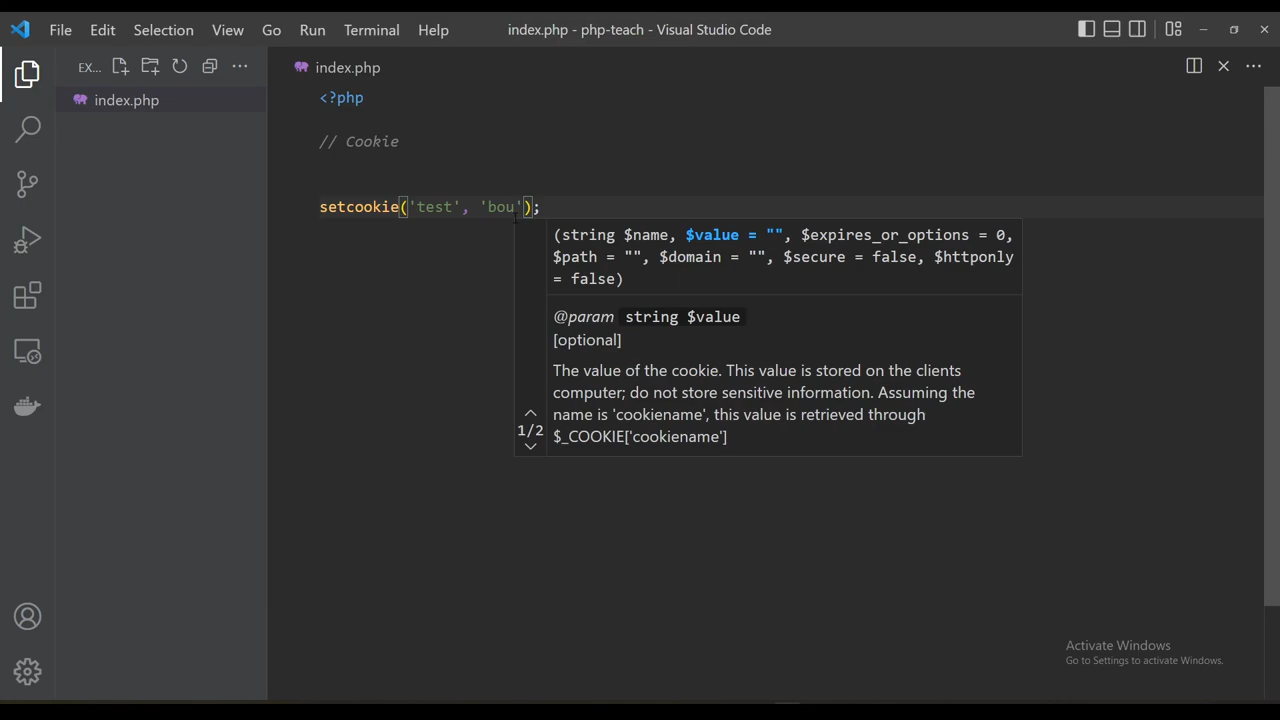 File Edit Selection View Go Run Terminal Help index.php - php-teach - Visual Studio Code
EX...
index.php
index.php
<?php
// Cookie
setcookie('test', 'bou');
(string $name, $value = "", $expires_or_options = 0,
$path = "", $domain = "", $secure = false, $httponly
= false)
@param string $value
[optional]
The value of the cookie. This value is stored on the clients
computer; do not store sensitive information. Assuming the
name is 'cookiename', this value is retrieved through
$_COOKIE['cookiename']
1/2
Activate Windows
Go to Settings to activate Windows.